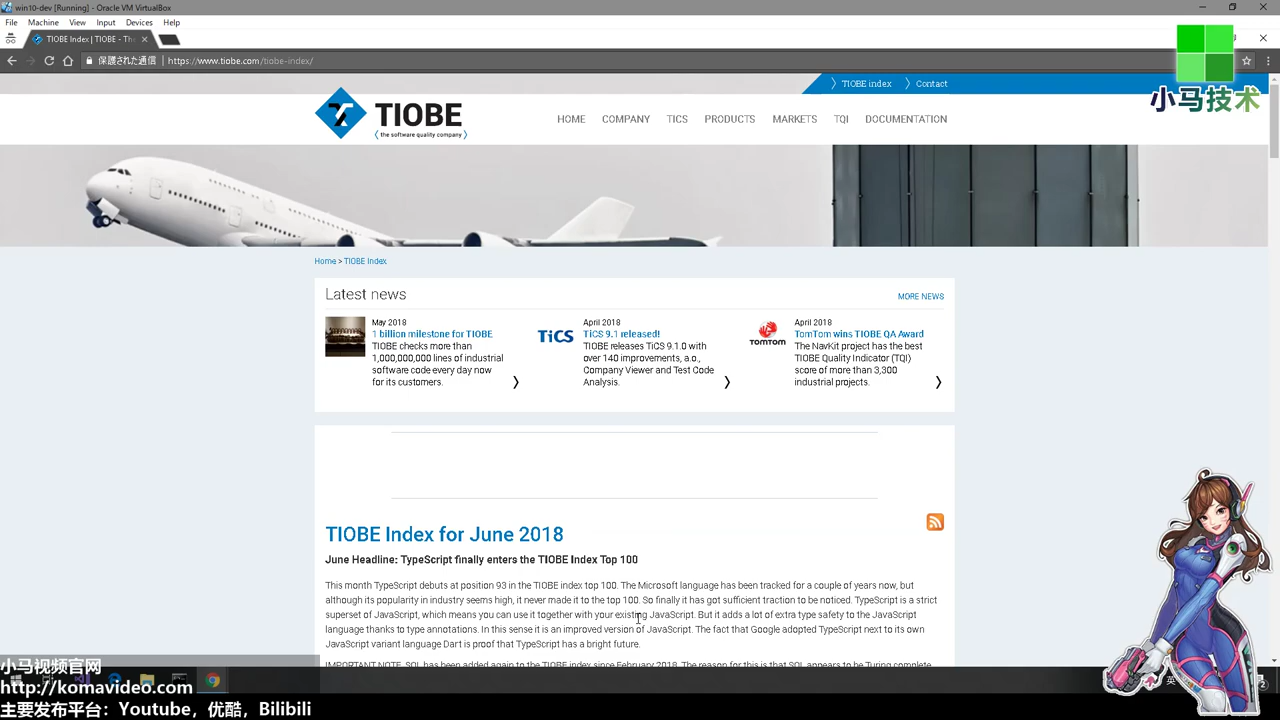 win10-dev [Running] - Oracle VM VirtualBox
File Machine View Input Devices Help
TIOBE Index | TIOBE - The
保護された通信 | https://www.tiobe.com/tiobe-index/
小马技术
TIOBE index Contact
TIOBE
(the software quality company)
HOME COMPANY TICS PRODUCTS MARKETS TQI DOCUMENTATION
Home > TIOBE Index
Latest news
MORE NEWS
May 2018
1 billion milestone for TIOBE
TIOBE checks more than
1,000,000,000 lines of industrial
software code every day now
for its customers.
TiCS
April 2018
TiCS 9.1 released!
TIOBE releases TiCS 9.1.0 with
over 140 improvements, a.o.,
Company Viewer and Test Code
Analysis.
TOMTOM
April 2018
TomTom wins TIOBE QA Award
The NavKit project has the best
TIOBE Quality Indicator (TQI)
score of more than 3,300
industrial projects.
TIOBE Index for June 2018
June Headline: TypeScript finally enters the TIOBE Index Top 100
This month TypeScript debuts at position 93 in the TIOBE index top 100. The Microsoft language has been tracked for a couple of years now, but
although its popularity in industry seems high, it never made it to the top 100. So finally it has got sufficient traction to be noticed. TypeScript is a strict
superset of JavaScript, which means you can use it together with your existing JavaScript. But it adds a lot of extra type safety to the JavaScript
language thanks to type annotations. In this sense it is an improved version of JavaScript. The fact that Google adopted TypeScript next to its own
JavaScript variant language Dart is proof that TypeScript has a bright future.
IMPORTANT NOTE. SQL has been added again to the TIOBE index since February 2018. The reason for this is that SQL appears to be Turing complete.
小马视频官网
http://komavideo.com
主要发布平台：Youtube，优酷，Bilibili
英